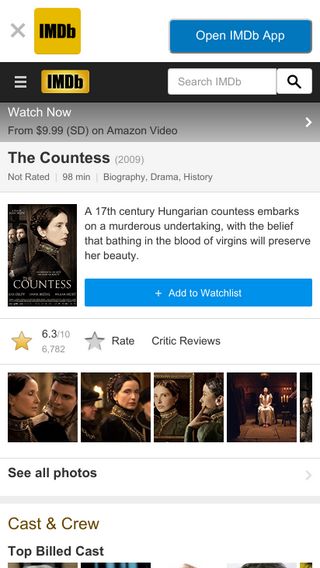 IMDb
Open IMDb App
IMDb
Search IMDb
Watch Now
From $9.99 (SD) on Amazon Video
The Countess (2009)
Not Rated | 98 min | Biography, Drama, History
THE
COUNTESS
A 17th century Hungarian countess embarks
on a murderous undertaking, with the belief
that bathing in the blood of virgins will preserve
her beauty.
+ Add to Watchlist
6.3/10
6,782
Rate
Critic Reviews
See all photos
Cast & Crew
Top Billed Cast